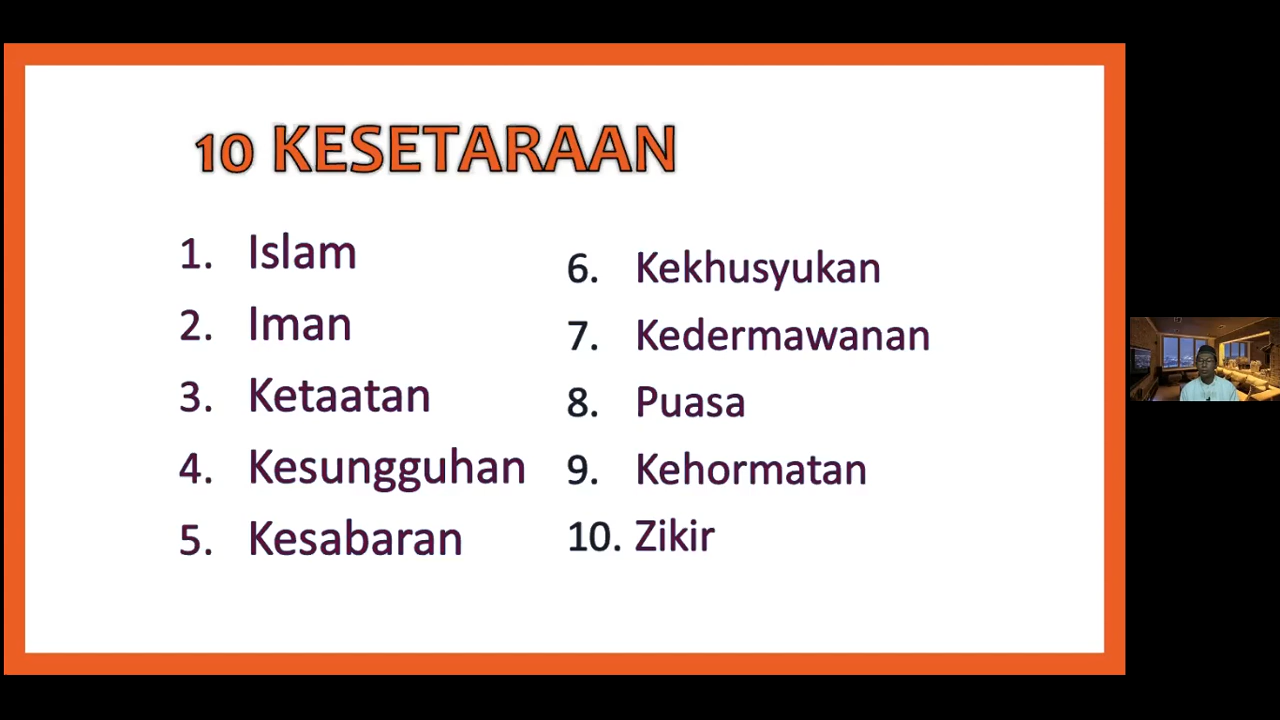 10 KESETARAAN
1. Islam
2. Iman
3. Ketaatan
4. Kesungguhan
5. Kesabaran
6. Kekhusyukan
7. Kedermawanan
8. Puasa
9. Kehormatan
10. Zikir